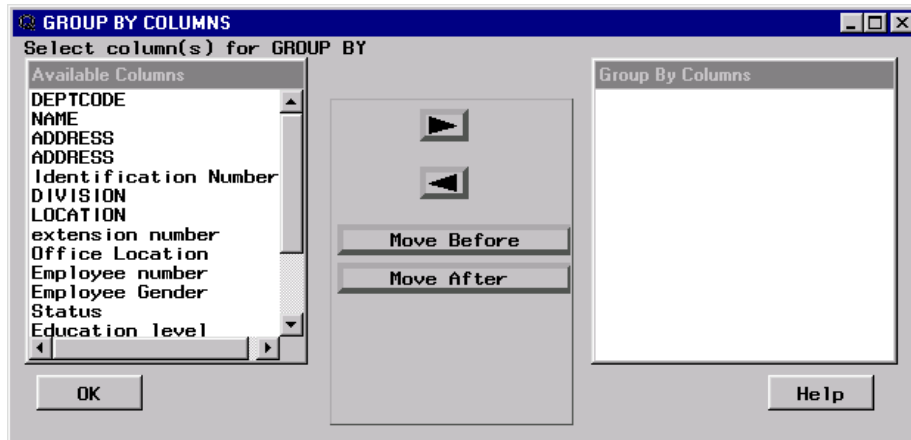 GROUP BY COLUMNS
Select column(s) for GROUP BY
Available Columns
DEPTCODE
NAME
ADDRESS
ADDRESS
Identification Number
DIVISION
LOCATION
extension number
Office Location
Employee number
Employee Gender
Status
Education level
Move Before
Move After
Group By Columns
OK
Help